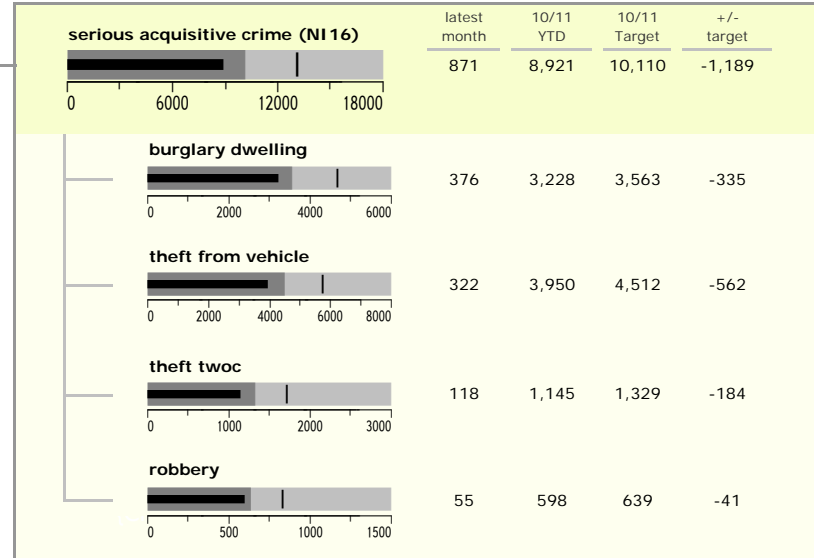 latest 10/11 10/11 +/-
serious acquisitive crime (NI16) month YTD Target target
871 8,921 10,110 -1,189
0 6000 12000 18000
burglary dwelling
376 3,228 3,563 -335
0 2000 4000 6000
theft from vehicle
322 3,950 4,512 -562
0 2000 4000 6000 8000
theft twoc
118 1,145 1,329 -184
0 1000 2000 3000
robbery
55 598 639 -41
0 500 1000 1500